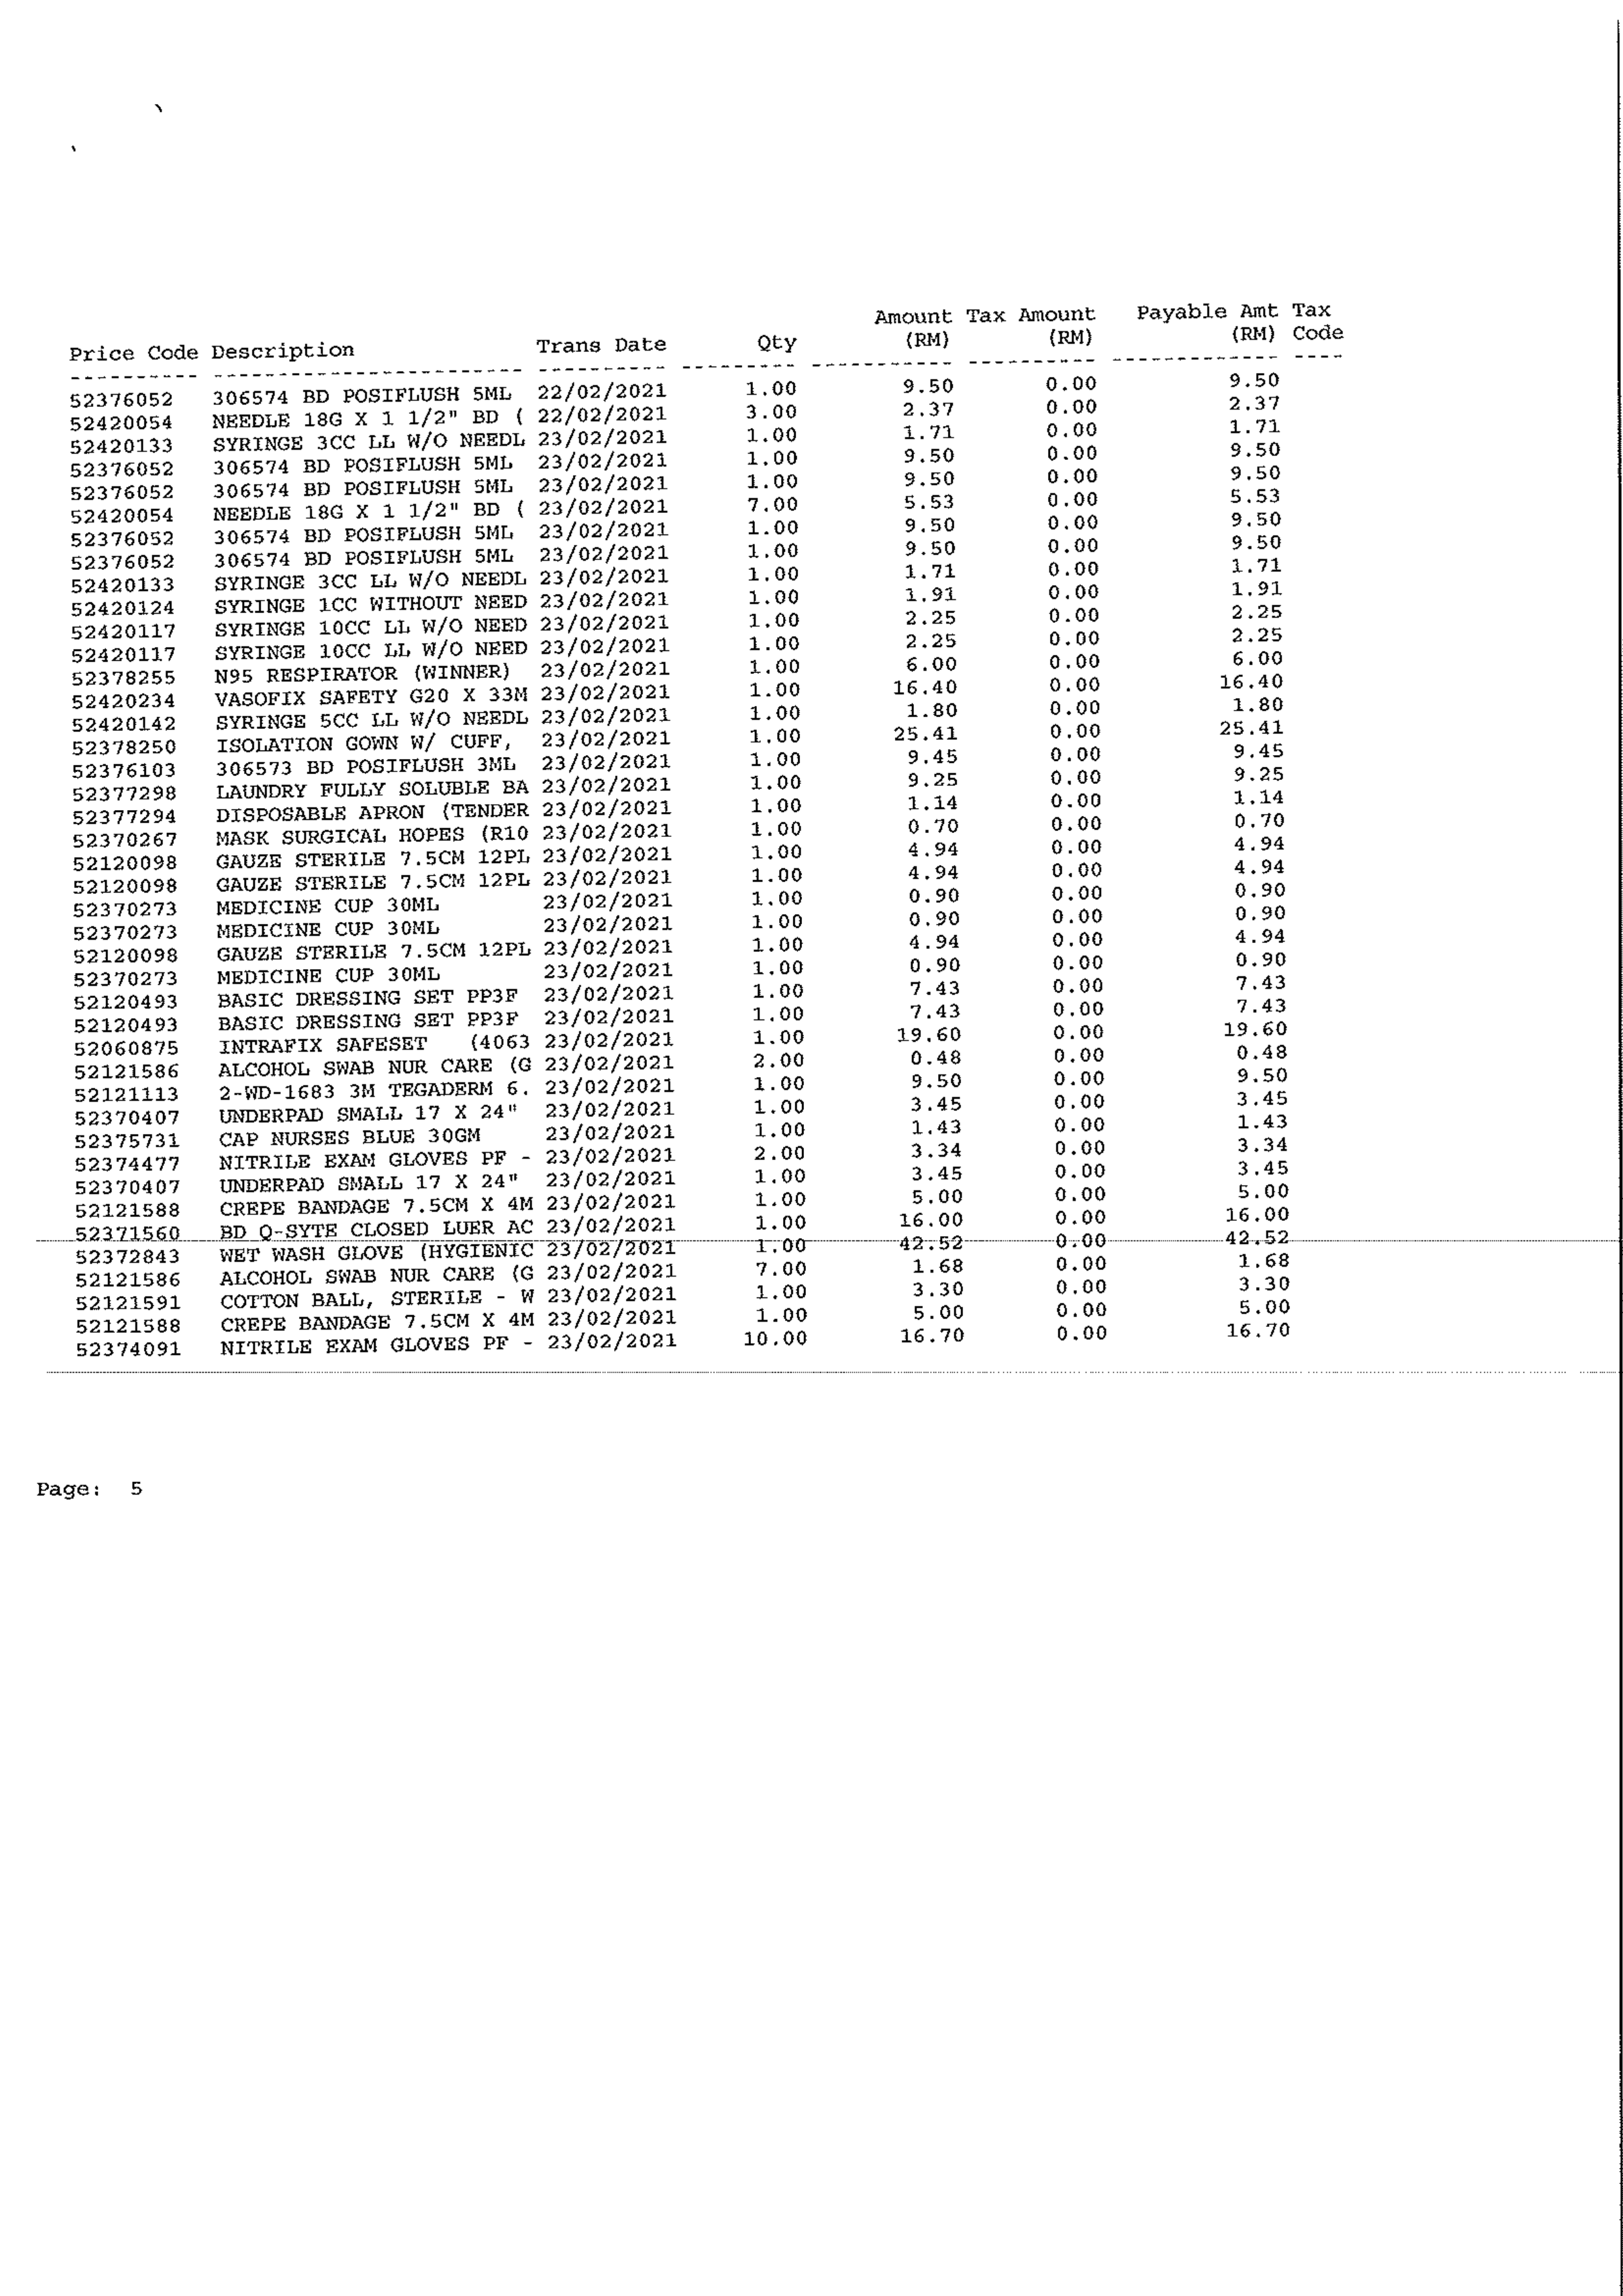 Amount Tax Amount Payable Amt Tax
Price Code Description Trans Date Qty (RM) (RM) (RM) Code
---------- ------------------------ ---------- --------- ----------- ---------- ------------- ----
52376052 306574 BD POSIFLUSH 5ML 22/02/2021 1.00 9.50 0.00 9.50
52420054 NEEDLE 18G X 1 1/2" BD ( 22/02/2021 3.00 2.37 0.00 2.37
52420133 SYRINGE 3CC LL W/O NEEDL 23/02/2021 1.00 1.71 0.00 1.71
52376052 306574 BD POSIFLUSH 5ML 23/02/2021 1.00 9.50 0.00 9.50
52376052 306574 BD POSIFLUSH 5ML 23/02/2021 1.00 9.50 0.00 9.50
52420054 NEEDLE 18G X 1 1/2" BD ( 23/02/2021 7.00 5.53 0.00 5.53
52376052 306574 BD POSIFLUSH 5ML 23/02/2021 1.00 9.50 0.00 9.50
52376052 306574 BD POSIFLUSH 5ML 23/02/2021 1.00 9.50 0.00 9.50
52420133 SYRINGE 3CC LL W/O NEEDL 23/02/2021 1.00 1.71 0.00 1.71
52420124 SYRINGE 1CC WITHOUT NEED 23/02/2021 1.00 1.91 0.00 1.91
52420117 SYRINGE 10CC LL W/O NEED 23/02/2021 1.00 2.25 0.00 2.25
52420117 SYRINGE 10CC LL W/O NEED 23/02/2021 1.00 2.25 0.00 2.25
52378255 N95 RESPIRATOR (WINNER) 23/02/2021 1.00 6.00 0.00 6.00
52420234 VASOFIX SAFETY G20 X 33M 23/02/2021 1.00 16.40 0.00 16.40
52420142 SYRINGE 5CC LL W/O NEEDL 23/02/2021 1.00 1.80 0.00 1.80
52378250 ISOLATION GOWN W/ CUFF, 23/02/2021 1.00 25.41 0.00 25.41
52376103 306573 BD POSIFLUSH 3ML 23/02/2021 1.00 9.45 0.00 9.45
52377298 LAUNDRY FULLY SOLUBLE BA 23/02/2021 1.00 9.25 0.00 9.25
52377294 DISPOSABLE APRON (TENDER 23/02/2021 1.00 1.14 0.00 1.14
52370267 MASK SURGICAL HOPES (R10 23/02/2021 1.00 0.70 0.00 0.70
52120098 GAUZE STERILE 7.5CM 12PL 23/02/2021 1.00 4.94 0.00 4.94
52120098 GAUZE STERILE 7.5CM 12PL 23/02/2021 1.00 4.94 0.00 4.94
52370273 MEDICINE CUP 30ML 23/02/2021 1.00 0.90 0.00 0.90
52370273 MEDICINE CUP 30ML 23/02/2021 1.00 0.90 0.00 0.90
52120098 GAUZE STERILE 7.5CM 12PL 23/02/2021 1.00 4.94 0.00 4.94
52370273 MEDICINE CUP 30ML 23/02/2021 1.00 0.90 0.00 0.90
52120493 BASIC DRESSING SET PP3F 23/02/2021 1.00 7.43 0.00 7.43
52120493 BASIC DRESSING SET PP3F 23/02/2021 1.00 7.43 0.00 7.43
52060875 INTRAFIX SAFESET (4063 23/02/2021 1.00 19.60 0.00 19.60
52121586 ALCOHOL SWAB NUR CARE (G 23/02/2021 2.00 0.48 0.00 0.48
52121113 2-WD-1683 3M TEGADERM 6. 23/02/2021 1.00 9.50 0.00 9.50
52370407 UNDERPAD SMALL 17 X 24" 23/02/2021 1.00 3.45 0.00 3.45
52375731 CAP NURSES BLUE 30GM 23/02/2021 1.00 1.43 0.00 1.43
52374477 NITRILE EXAM GLOVES PF - 23/02/2021 2.00 3.34 0.00 3.34
52370407 UNDERPAD SMALL 17 X 24" 23/02/2021 1.00 3.45 0.00 3.45
52121588 CREPE BANDAGE 7.5CM X 4M 23/02/2021 1.00 5.00 0.00 5.00
52371560 BD Q-SYTE CLOSED LUER AC 23/02/2021 1.00 16.00 0.00 16.00
52372843 WET WASH GLOVE (HYGIENIC 23/02/2021 1.00 42.52 0.00 42.52
52121586 ALCOHOL SWAB NUR CARE (G 23/02/2021 7.00 1.68 0.00 1.68
52121591 COTTON BALL, STERILE - W 23/02/2021 1.00 3.30 0.00 3.30
52121588 CREPE BANDAGE 7.5CM X 4M 23/02/2021 1.00 5.00 0.00 5.00
52374091 NITRILE EXAM GLOVES PF - 23/02/2021 10.00 16.70 0.00 16.70
Page: 5